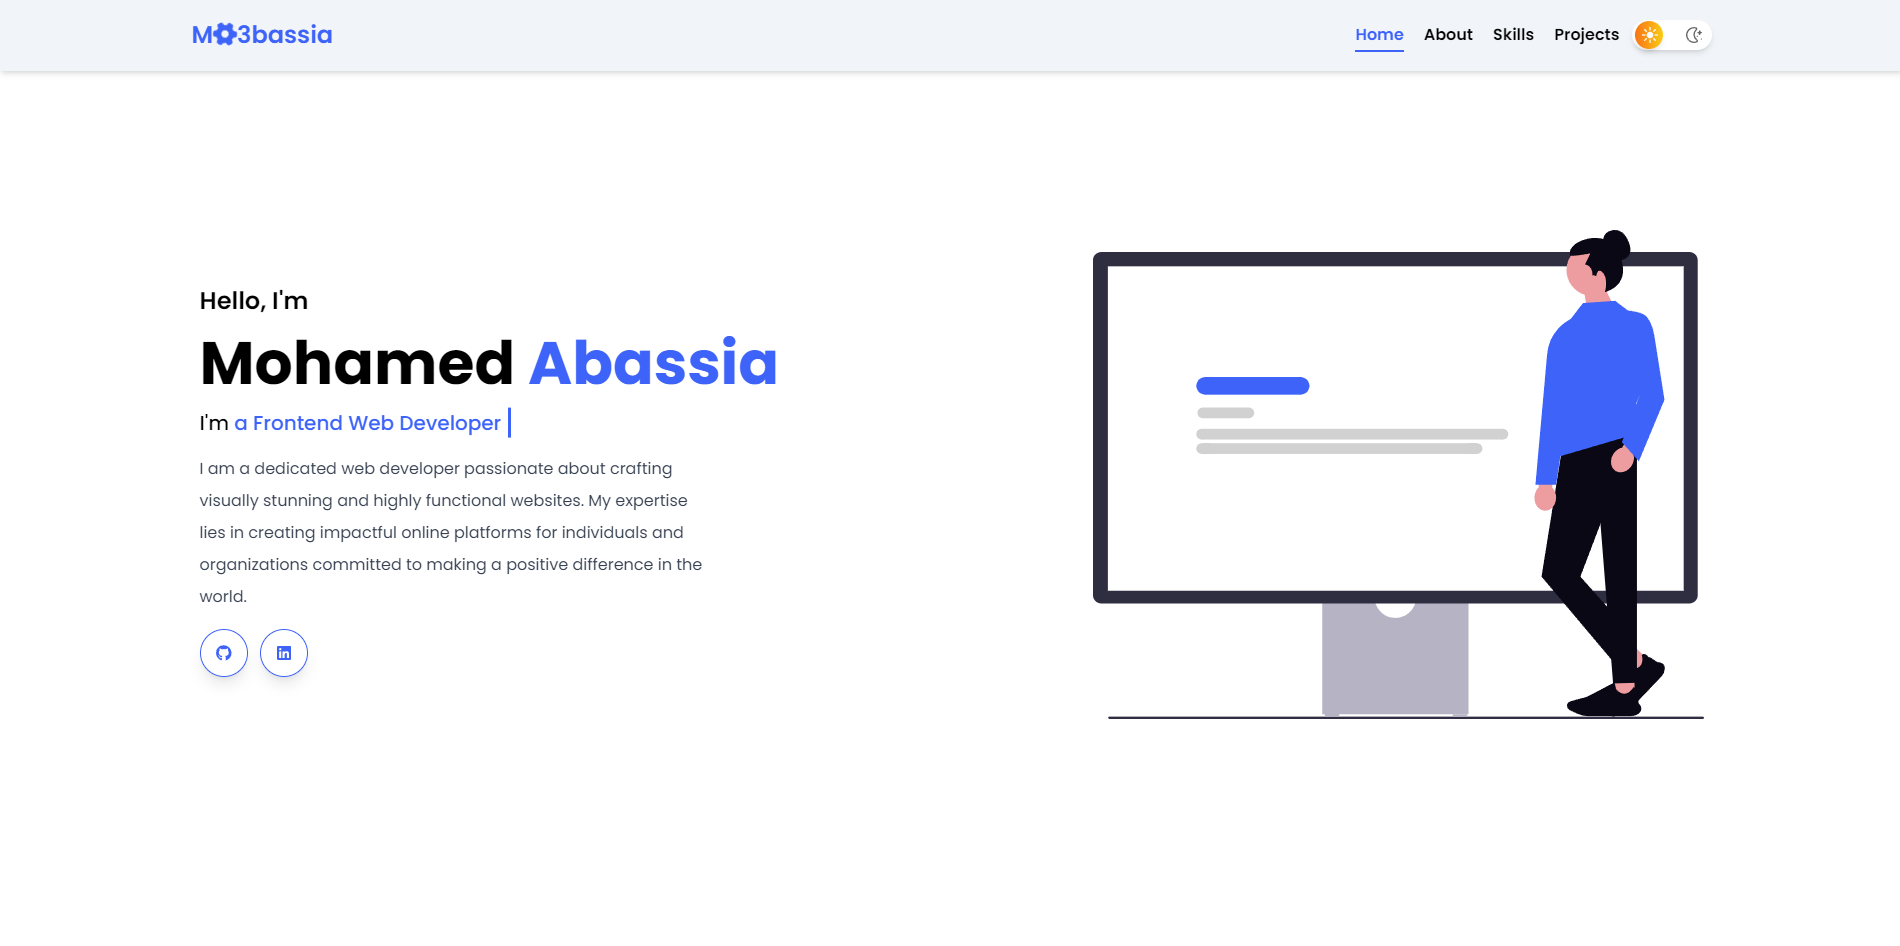 M3bassia
Home About Skills Projects
Hello, I'm
Mohamed Abassia
I'm a Frontend Web Developer
I am a dedicated web developer passionate about crafting
visually stunning and highly functional websites. My expertise
lies in creating impactful online platforms for individuals and
organizations committed to making a positive difference in the
world.
in